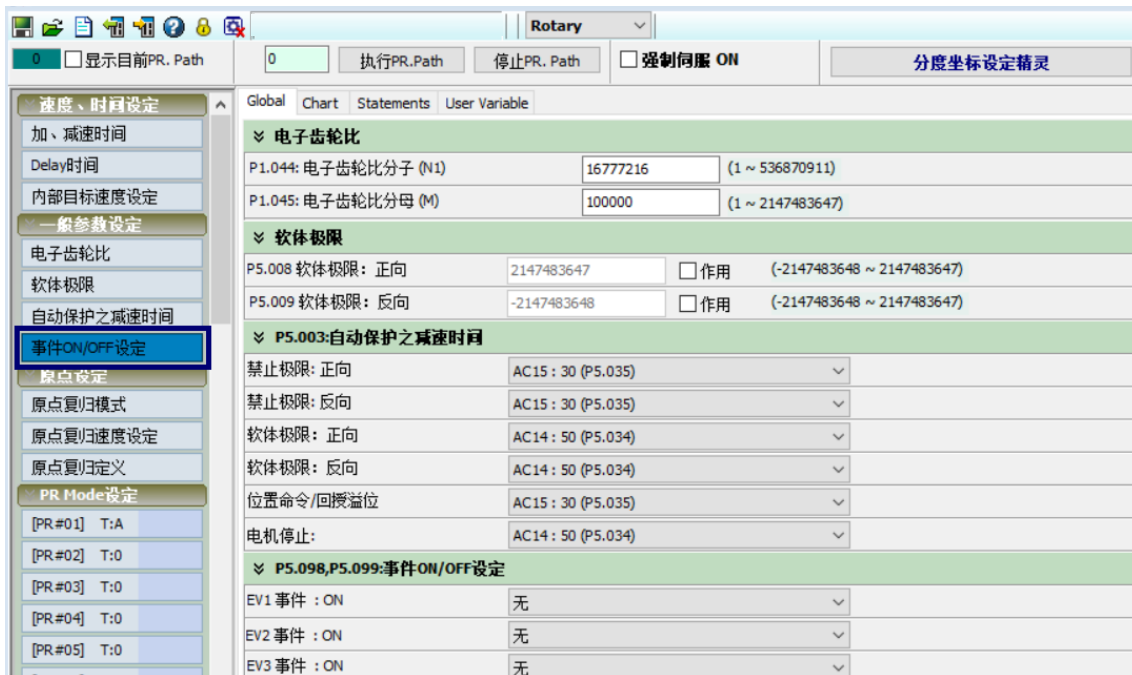 Rotary
0 显示目前PR. Path 0 执行PR.Path 停止PR. Path 强制伺服 ON 分度坐标设定精灵
速度、时间设定
加、减速时间
Delay时间
内部目标速度设定
一般参数设定
电子齿轮比
软体极限
自动保护之减速时间
事件ON/OFF设定
原点设定
原点复归模式
原点复归速度设定
原点复归定义
PR Mode设定
[PR#01] T:A
[PR#02] T:0
[PR#03] T:0
[PR#04] T:0
[PR#05] T:0
Global Chart Statements User Variable
电子齿轮比
P1.044: 电子齿轮比分子 (N1) 16777216 (1 ~ 536870911)
P1.045: 电子齿轮比分母 (M) 100000 (1 ~ 2147483647)
软体极限
P5.008 软体极限：正向 2147483647 作用 (-2147483648 ~ 2147483647)
P5.009 软体极限：反向 -2147483648 作用 (-2147483648 ~ 2147483647)
P5.003:自动保护之减速时间
禁止极限: 正向 AC15 : 30 (P5.035)
禁止极限: 反向 AC15 : 30 (P5.035)
软体极限：正向 AC14 : 50 (P5.034)
软体极限：反向 AC14 : 50 (P5.034)
位置命令/回授溢位 AC15 : 30 (P5.035)
电机停止: AC14 : 50 (P5.034)
P5.098,P5.099:事件ON/OFF设定
EV1 事件 : ON 无
EV2 事件 : ON 无
EV3 事件 : ON 无